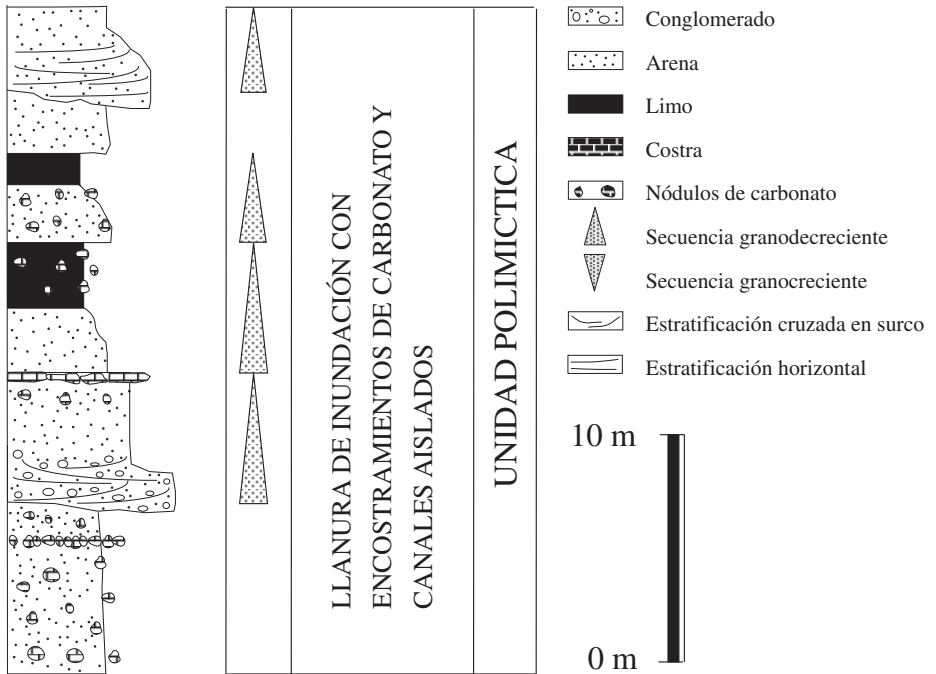 LLANURA DE INUNDACIÓN CON
ENCOSTRAMIENTOS DE CARBONATO Y
CANALES AISLADOS
UNIDAD POLIMICTICA
Conglomerado
Arena
Limo
Costra
Nódulos de carbonato
Secuencia granodecreciente
Secuencia granocreciente
Estratificación cruzada en surco
Estratificación horizontal
10 m
0 m